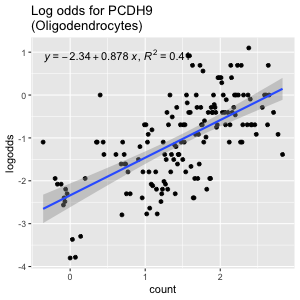 Log odds for PCDH9
(Oligodendrocytes)
y = −2.34 + 0.878 x, R² = 0.41
logodds
1
0
-1
-2
-3
-4
0
1
2
count